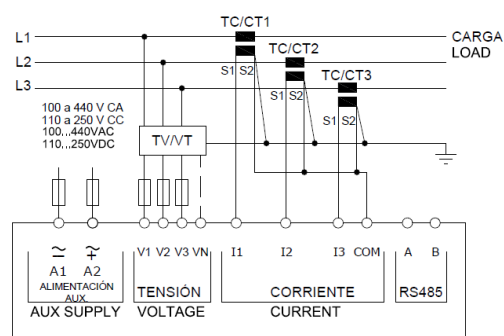 TC/CT1
L1
CARGA
LOAD
TC/CT2
L2
S1 S2
TC/CT3
L3
S1 S2
100 a 440 V CA
110 a 250 V CC
100...440VAC
110...250VDC
S1 S2
TV/VT
V1 V2 V3 VN
I1 I2 I3 COM
A B
A1 A2
ALIMENTACIÓN
AUX.
AUX SUPPLY
TENSIÓN
VOLTAGE
CORRIENTE
CURRENT
RS485